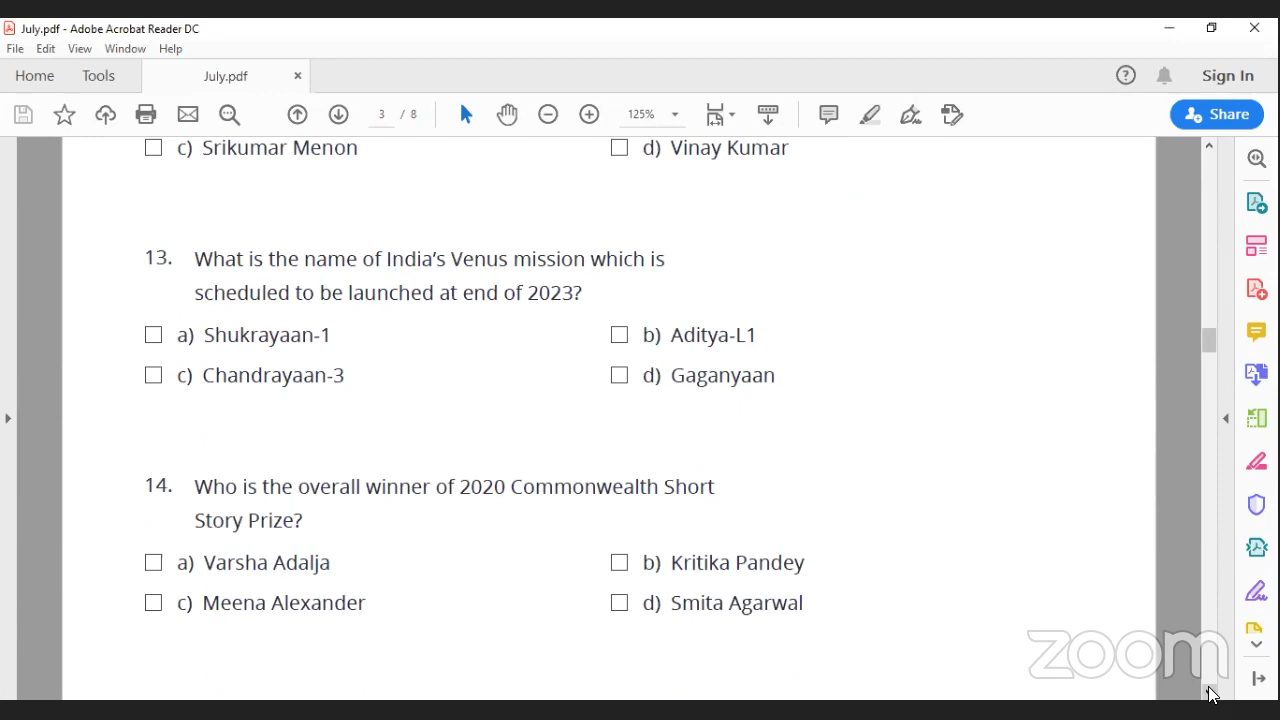 July.pdf - Adobe Acrobat Reader DC
File Edit View Window Help
Home Tools July.pdf × Sign In
3 / 8 125% Share
c) Srikumar Menon d) Vinay Kumar
13. What is the name of India's Venus mission which is
scheduled to be launched at end of 2023?
a) Shukrayaan-1 b) Aditya-L1
c) Chandrayaan-3 d) Gaganyaan
14. Who is the overall winner of 2020 Commonwealth Short
Story Prize?
a) Varsha Adalja b) Kritika Pandey
c) Meena Alexander d) Smita Agarwal
zoom